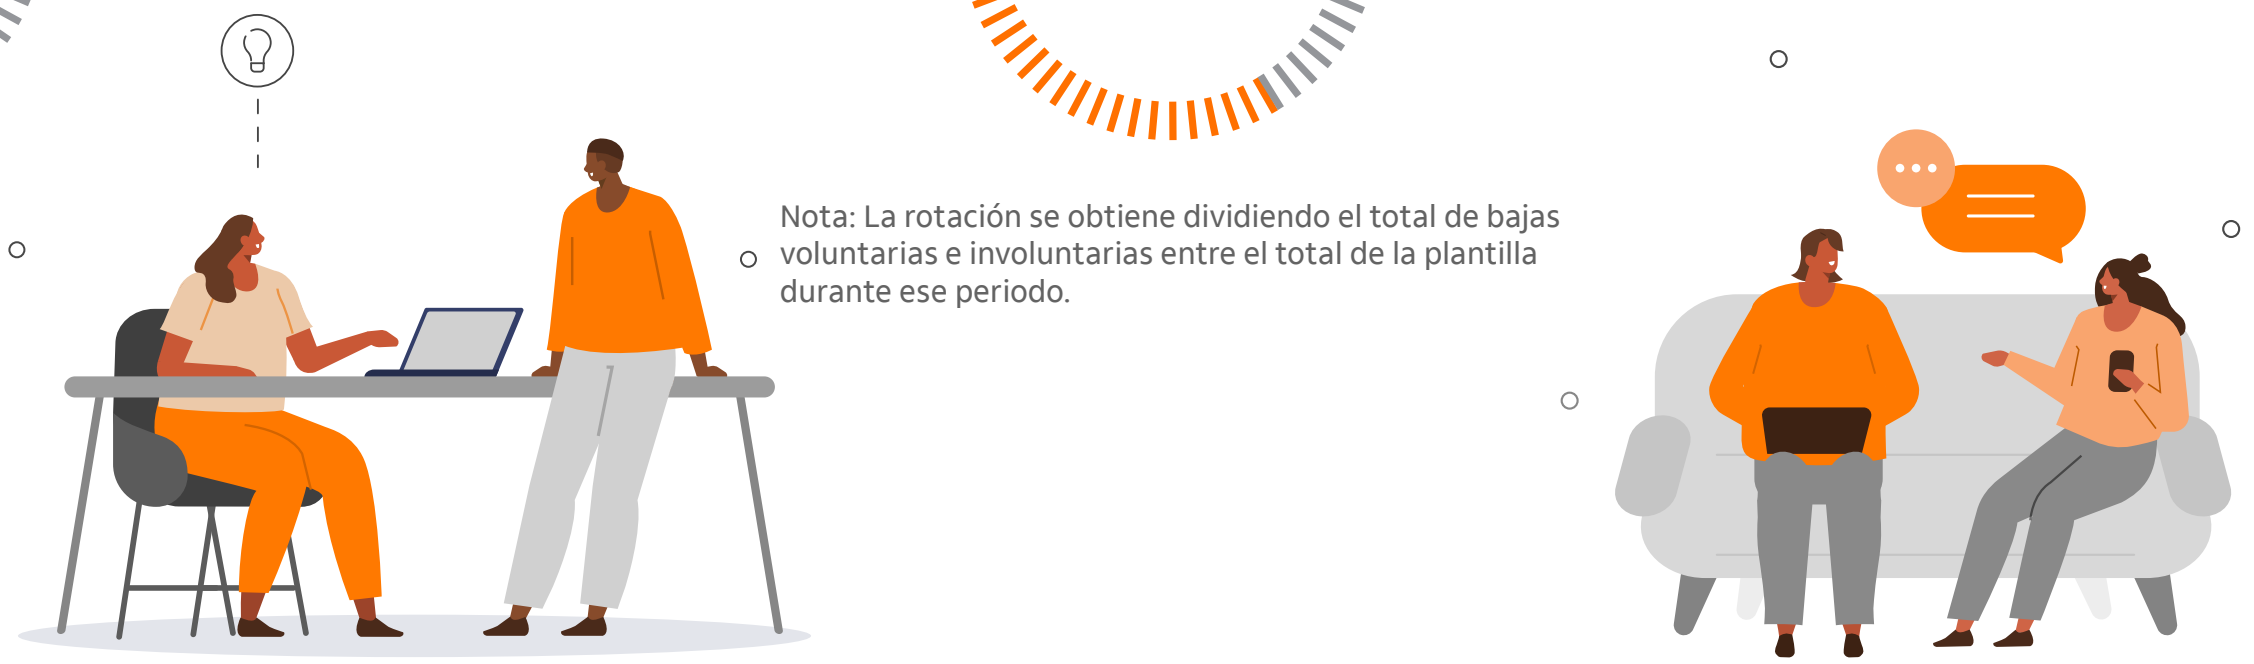 Nota: La rotación se obtiene dividiendo el total de bajas
voluntarias e involuntarias entre el total de la plantilla
durante ese periodo.